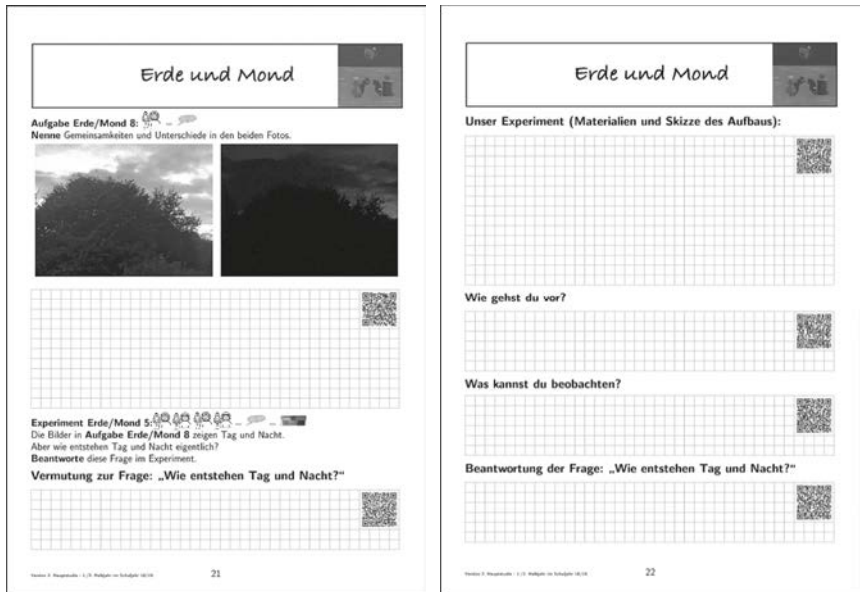 Erde und Mond
Aufgabe Erde/Mond 8:
Nenne Gemeinsamkeiten und Unterschiede in den beiden Fotos.
Experiment Erde/Mond 5:
Die Bilder in Aufgabe Erde/Mond 8 zeigen Tag und Nacht.
Aber wie entstehen Tag und Nacht eigentlich?
Beantworte diese Frage im Experiment.
Vermutung zur Frage: „Wie entstehen Tag und Nacht?“
21
Erde und Mond
Unser Experiment (Materialien und Skizze des Aufbaus):
Wie gehst du vor?
Was kannst du beobachten?
Beantwortung der Frage: „Wie entstehen Tag und Nacht?“
22